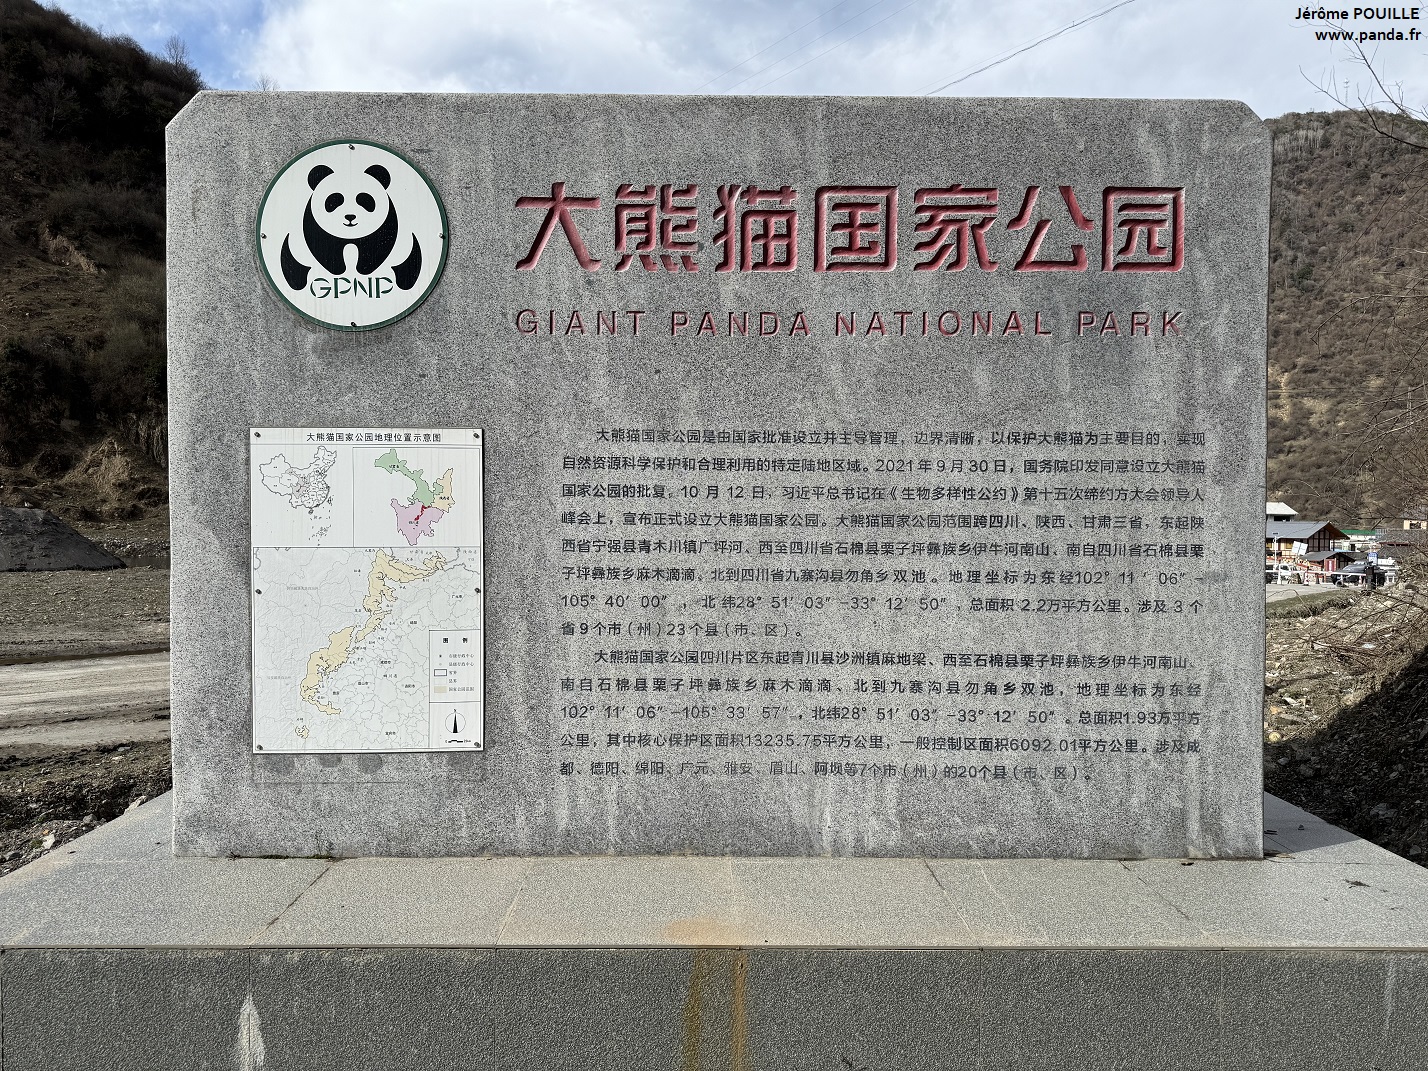 Jérôme POUILLE
www.panda.fr
GPNP
大熊猫国家公园
GIANT PANDA NATIONAL PARK
大熊猫国家公园地理位置示意图
图 例
大熊猫国家公园是由国家批准设立并主导管理，边界清晰，以保护大熊猫为主要目的，实现
自然资源科学保护和合理利用的特定陆地区域。2021年9月30日，国务院印发同意设立大熊猫
国家公园的批复。10月12日，习近平总书记在《生物多样性公约》第十五次缔约方大会领导人
峰会上，宣布正式设立大熊猫国家公园。大熊猫国家公园范围跨四川、陕西、甘肃三省，东起陕
西省宁强县青木川镇广坪河、西至四川省石棉县栗子坪彝族乡伊牛河南山、南自四川省石棉县栗
子坪彝族乡麻木滴滴、北到四川省九寨沟县勿角乡双池。地理坐标为东经102°11′06″-
105°40′00″，北纬28°51′03″-33°12′50″，总面积2.2万平方公里。涉及3个
省9个市（州）23个县（市、区）。
大熊猫国家公园四川片区东起青川县沙洲镇麻地梁、西至石棉县栗子坪彝族乡伊牛河南山、
南自石棉县栗子坪彝族乡麻木滴滴、北到九寨沟县勿角乡双池，地理坐标为东经
102°11′06″-105°33′57″，北纬28°51′03″-33°12′50″。总面积1.93万平方
公里，其中核心保护区面积13235.75平方公里，一般控制区面积6092.01平方公里。涉及成
都、德阳、绵阳、广元、雅安、眉山、阿坝等7个市（州）的20个县（市、区）。